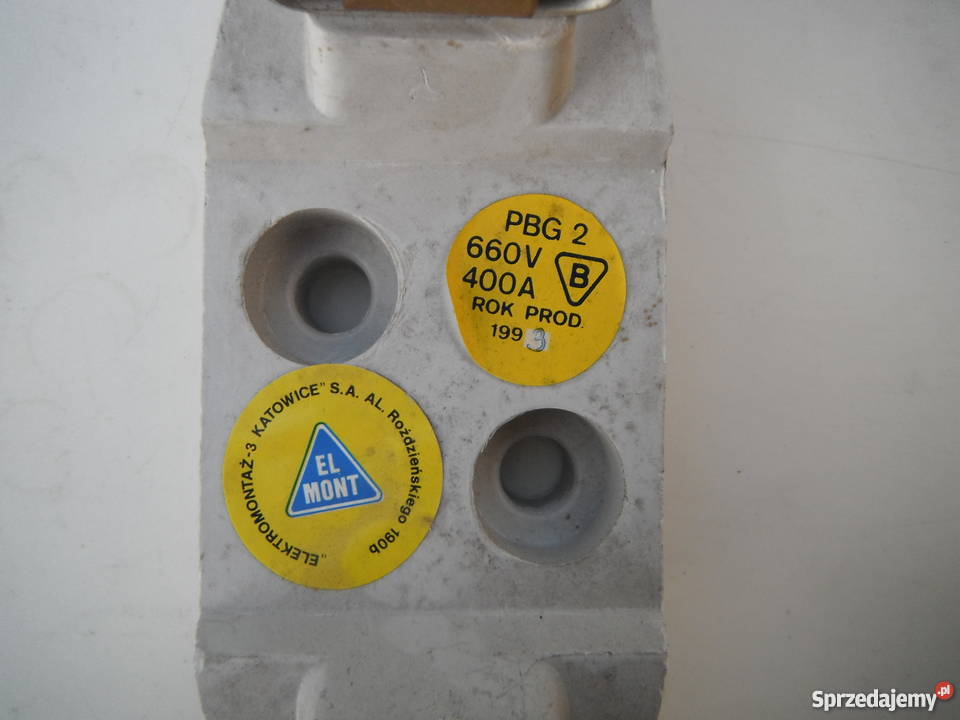 PBG 2
660V
400A
B
ROK PROD.
1993
„ELEKTROMONTAŻ-3 KATOWICE” S.A. AL. Roździeńskiego 190b
EL
MONT
Sprzedajemy.pl